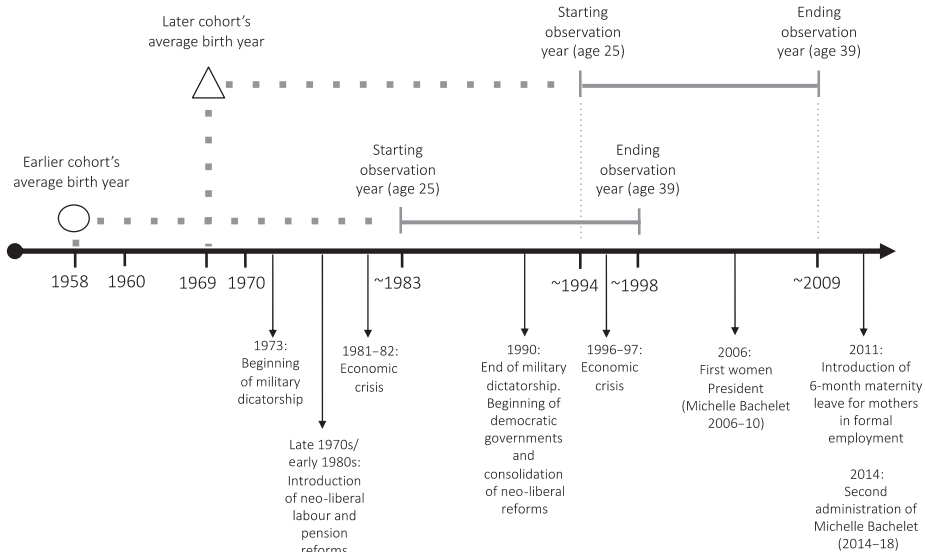 Later cohort's
average birth year
Starting
observation
year (age 25)
Ending
observation
year (age 39)
Earlier cohort's
average birth year
Starting
observation
year (age 25)
Ending
observation
year (age 39)
1958
1960
1969
1970
~1983
~1994
~1998
~2009
1973:
Beginning
of military
dicatorship
Late 1970s/
early 1980s:
Introduction
of neo-liberal
labour and
pension
reforms
1981–82:
Economic
crisis
1990:
End of military
dictatorship.
Beginning of
democratic
governments
and
consolidation
of neo-liberal
reforms
1996–97:
Economic
crisis
2006:
First women
President
(Michelle Bachelet
2006–10)
2011:
Introduction of
6-month maternity
leave for mothers
in formal
employment
2014:
Second
administration of
Michelle Bachelet
(2014–18)